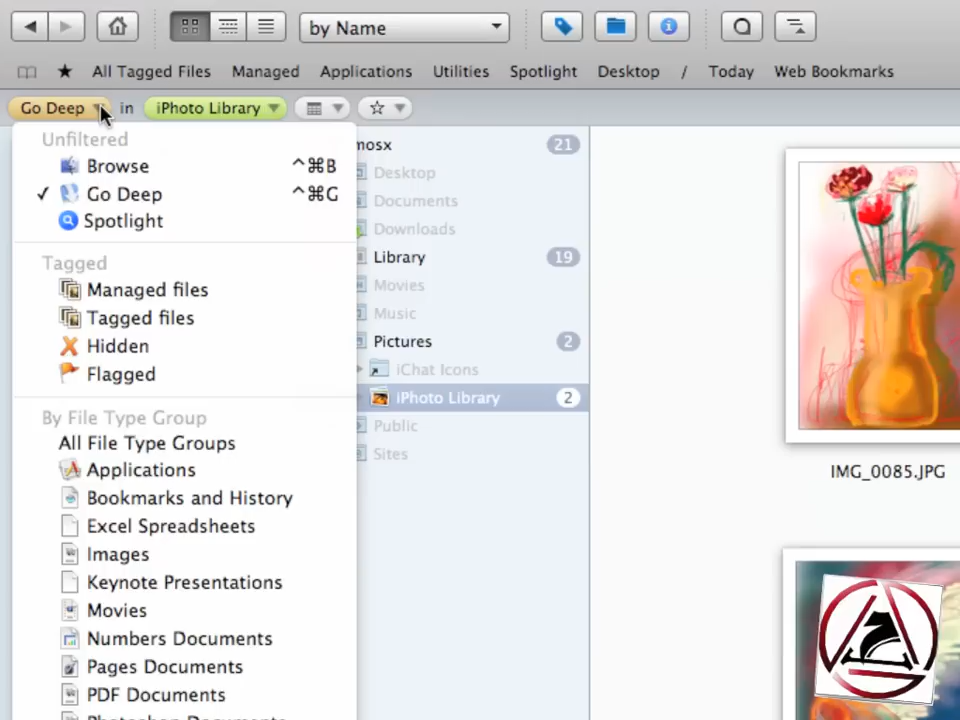 by Name
All Tagged Files Managed Applications Utilities Spotlight Desktop / Today Web Bookmarks
Go Deep in iPhoto Library
Unfiltered
Browse ^⌘B
✓ Go Deep ^⌘G
Spotlight
Tagged
Managed files
Tagged files
Hidden
Flagged
By File Type Group
All File Type Groups
Applications
Bookmarks and History
Excel Spreadsheets
Images
Keynote Presentations
Movies
Numbers Documents
Pages Documents
PDF Documents
Photoshop Documents
mosx 21
Desktop
Documents
Downloads
Library 19
Movies
Music
Pictures 2
iChat Icons
iPhoto Library 2
Public
Sites
IMG_0085.JPG